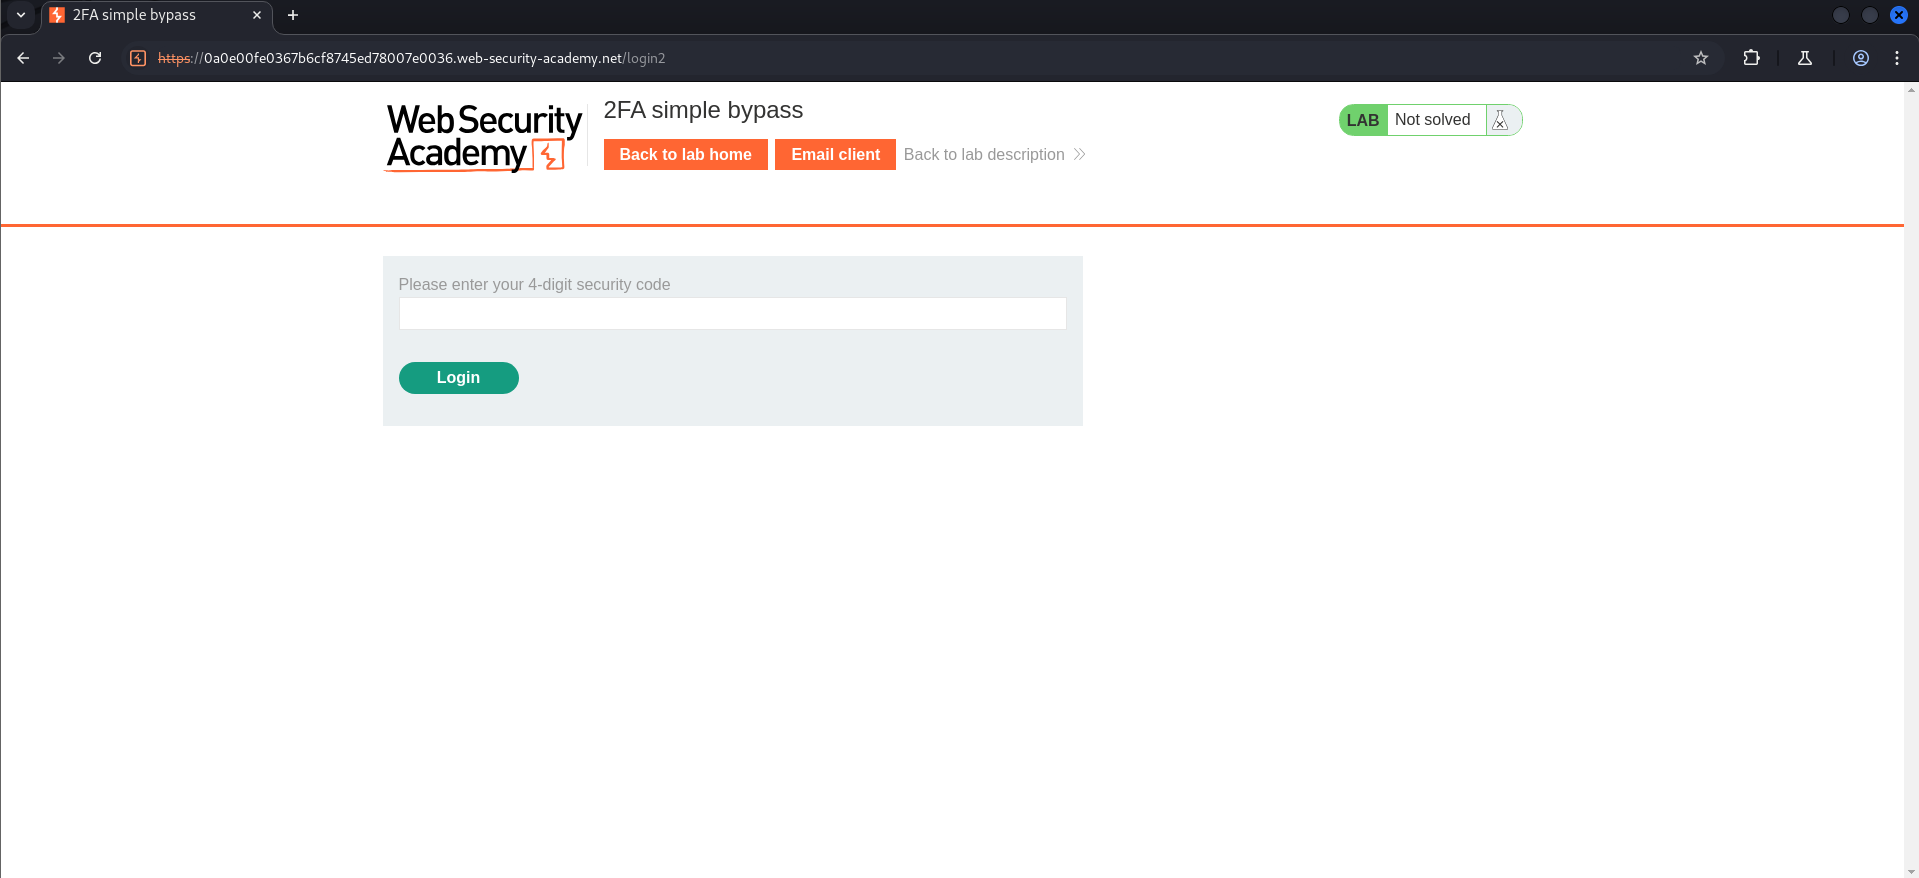 2FA simple bypass
https://0a0e00fe0367b6cf8745ed78007e0036.web-security-academy.net/login2
Web Security
Academy
2FA simple bypass
Back to lab home
Email client
Back to lab description
LAB
Not solved
Please enter your 4-digit security code
Login